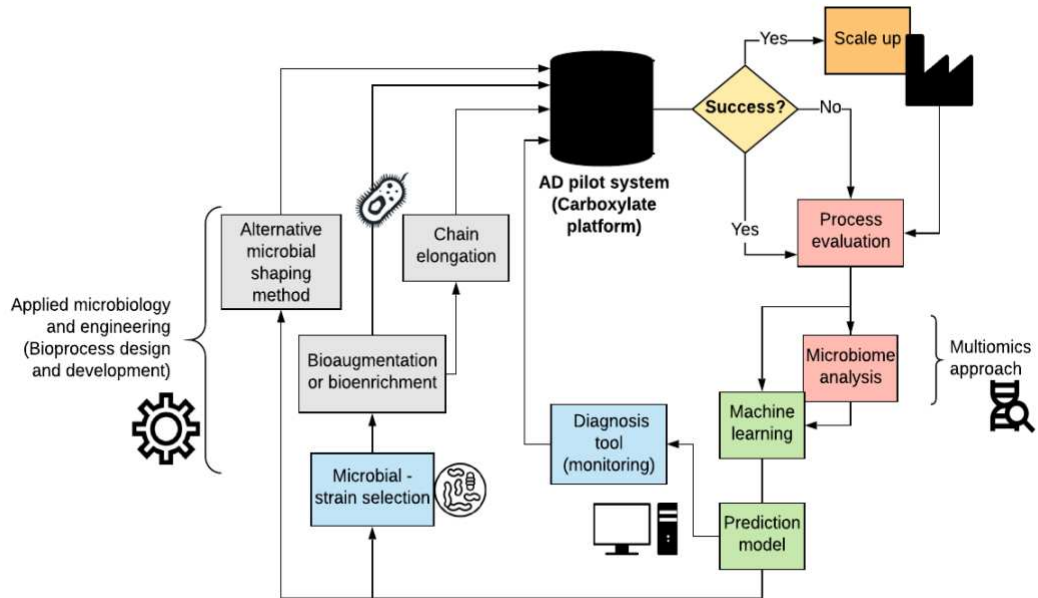 Yes
Scale up
Success?
No
AD pilot system
(Carboxylate
platform)
Yes
Process
evaluation
Alternative
microbial
shaping
method
Chain
elongation
Applied microbiology
and engineering
(Bioprocess design
and development)
Bioaugmentation
or bioenrichment
Microbiome
analysis
Multiomics
approach
Machine
learning
Diagnosis
tool
(monitoring)
Microbial -
strain selection
Prediction
model